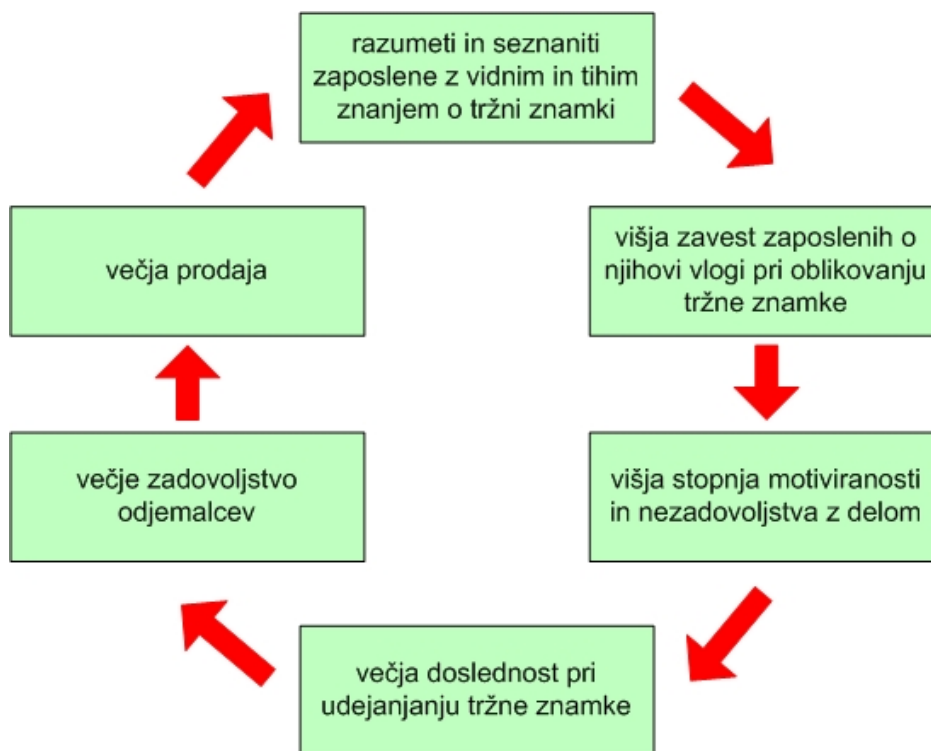 razumeti in seznaniti
zaposlene z vidnim in tihim
znanjem o tržni znamki
višja zavest zaposlenih o
njihovi vlogi pri oblikovanju
tržne znamke
višja stopnja motiviranosti
in nezadovoljstva z delom
večja doslednost pri
udejanjanju tržne znamke
večje zadovoljstvo
odjemalcev
večja prodaja